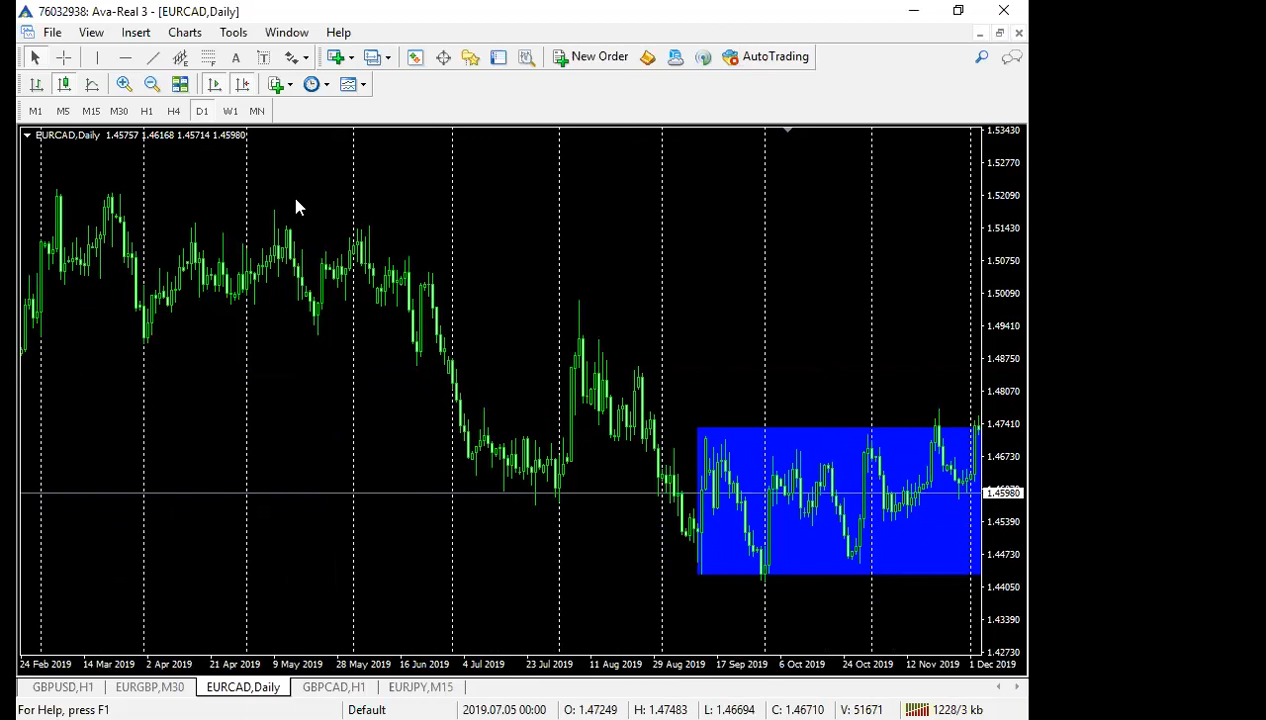 76032938: Ava-Real 3 - [EURCAD,Daily]
File View Insert Charts Tools Window Help
New Order AutoTrading
M1 M5 M15 M30 H1 H4 D1 W1 MN
EURCAD,Daily 1.45757 1.46168 1.45714 1.45980
1.53430
1.52770
1.52090
1.51430
1.50750
1.50090
1.49410
1.48750
1.48070
1.47410
1.46730
1.45980
1.45390
1.44730
1.44050
1.43390
1.42730
24 Feb 2019 14 Mar 2019 2 Apr 2019 21 Apr 2019 9 May 2019 28 May 2019 16 Jun 2019 4 Jul 2019 23 Jul 2019 11 Aug 2019 29 Aug 2019 17 Sep 2019 6 Oct 2019 24 Oct 2019 12 Nov 2019 1 Dec 2019
GBPUSD,H1 EURGBP,M30 EURCAD,Daily GBPCAD,H1 EURJPY,M15
For Help, press F1 Default 2019.07.05 00:00 O: 1.47249 H: 1.47483 L: 1.46694 C: 1.46710 V: 51671 1228/3 kb